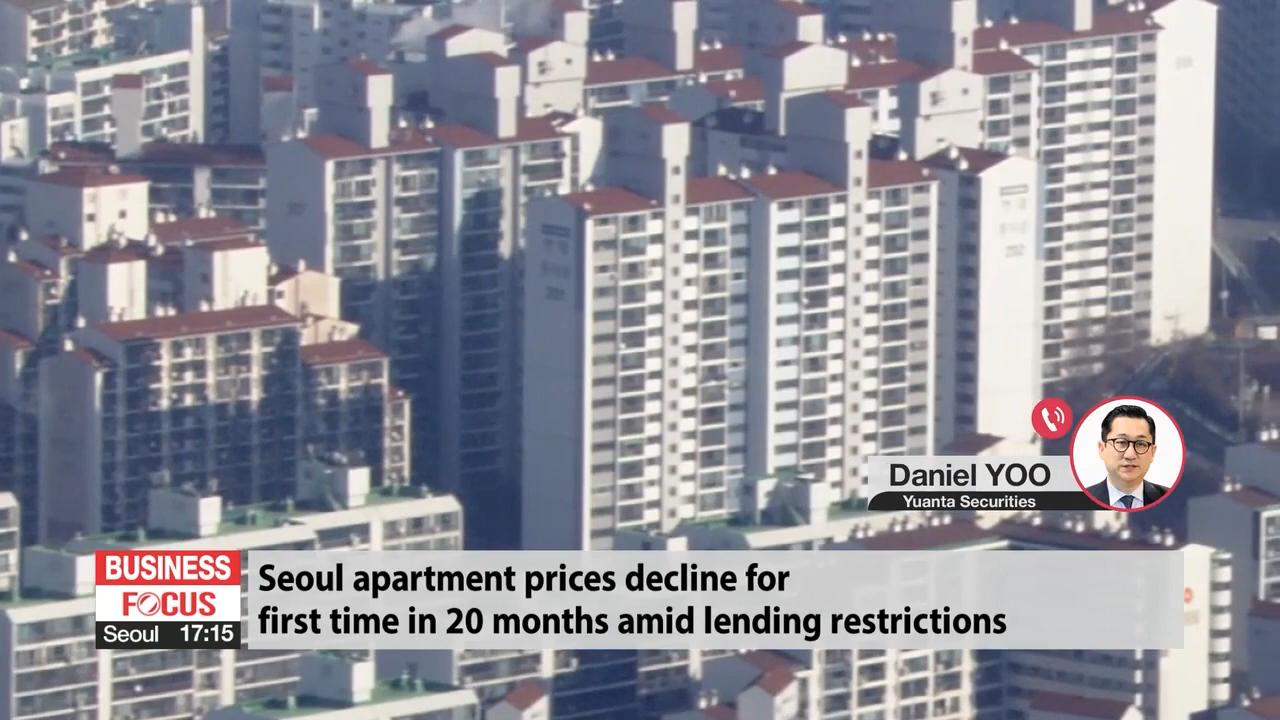 Daniel YOO
Yuanta Securities
BUSINESS
FOCUS
Seoul 17:15
Seoul apartment prices decline for
first time in 20 months amid lending restrictions